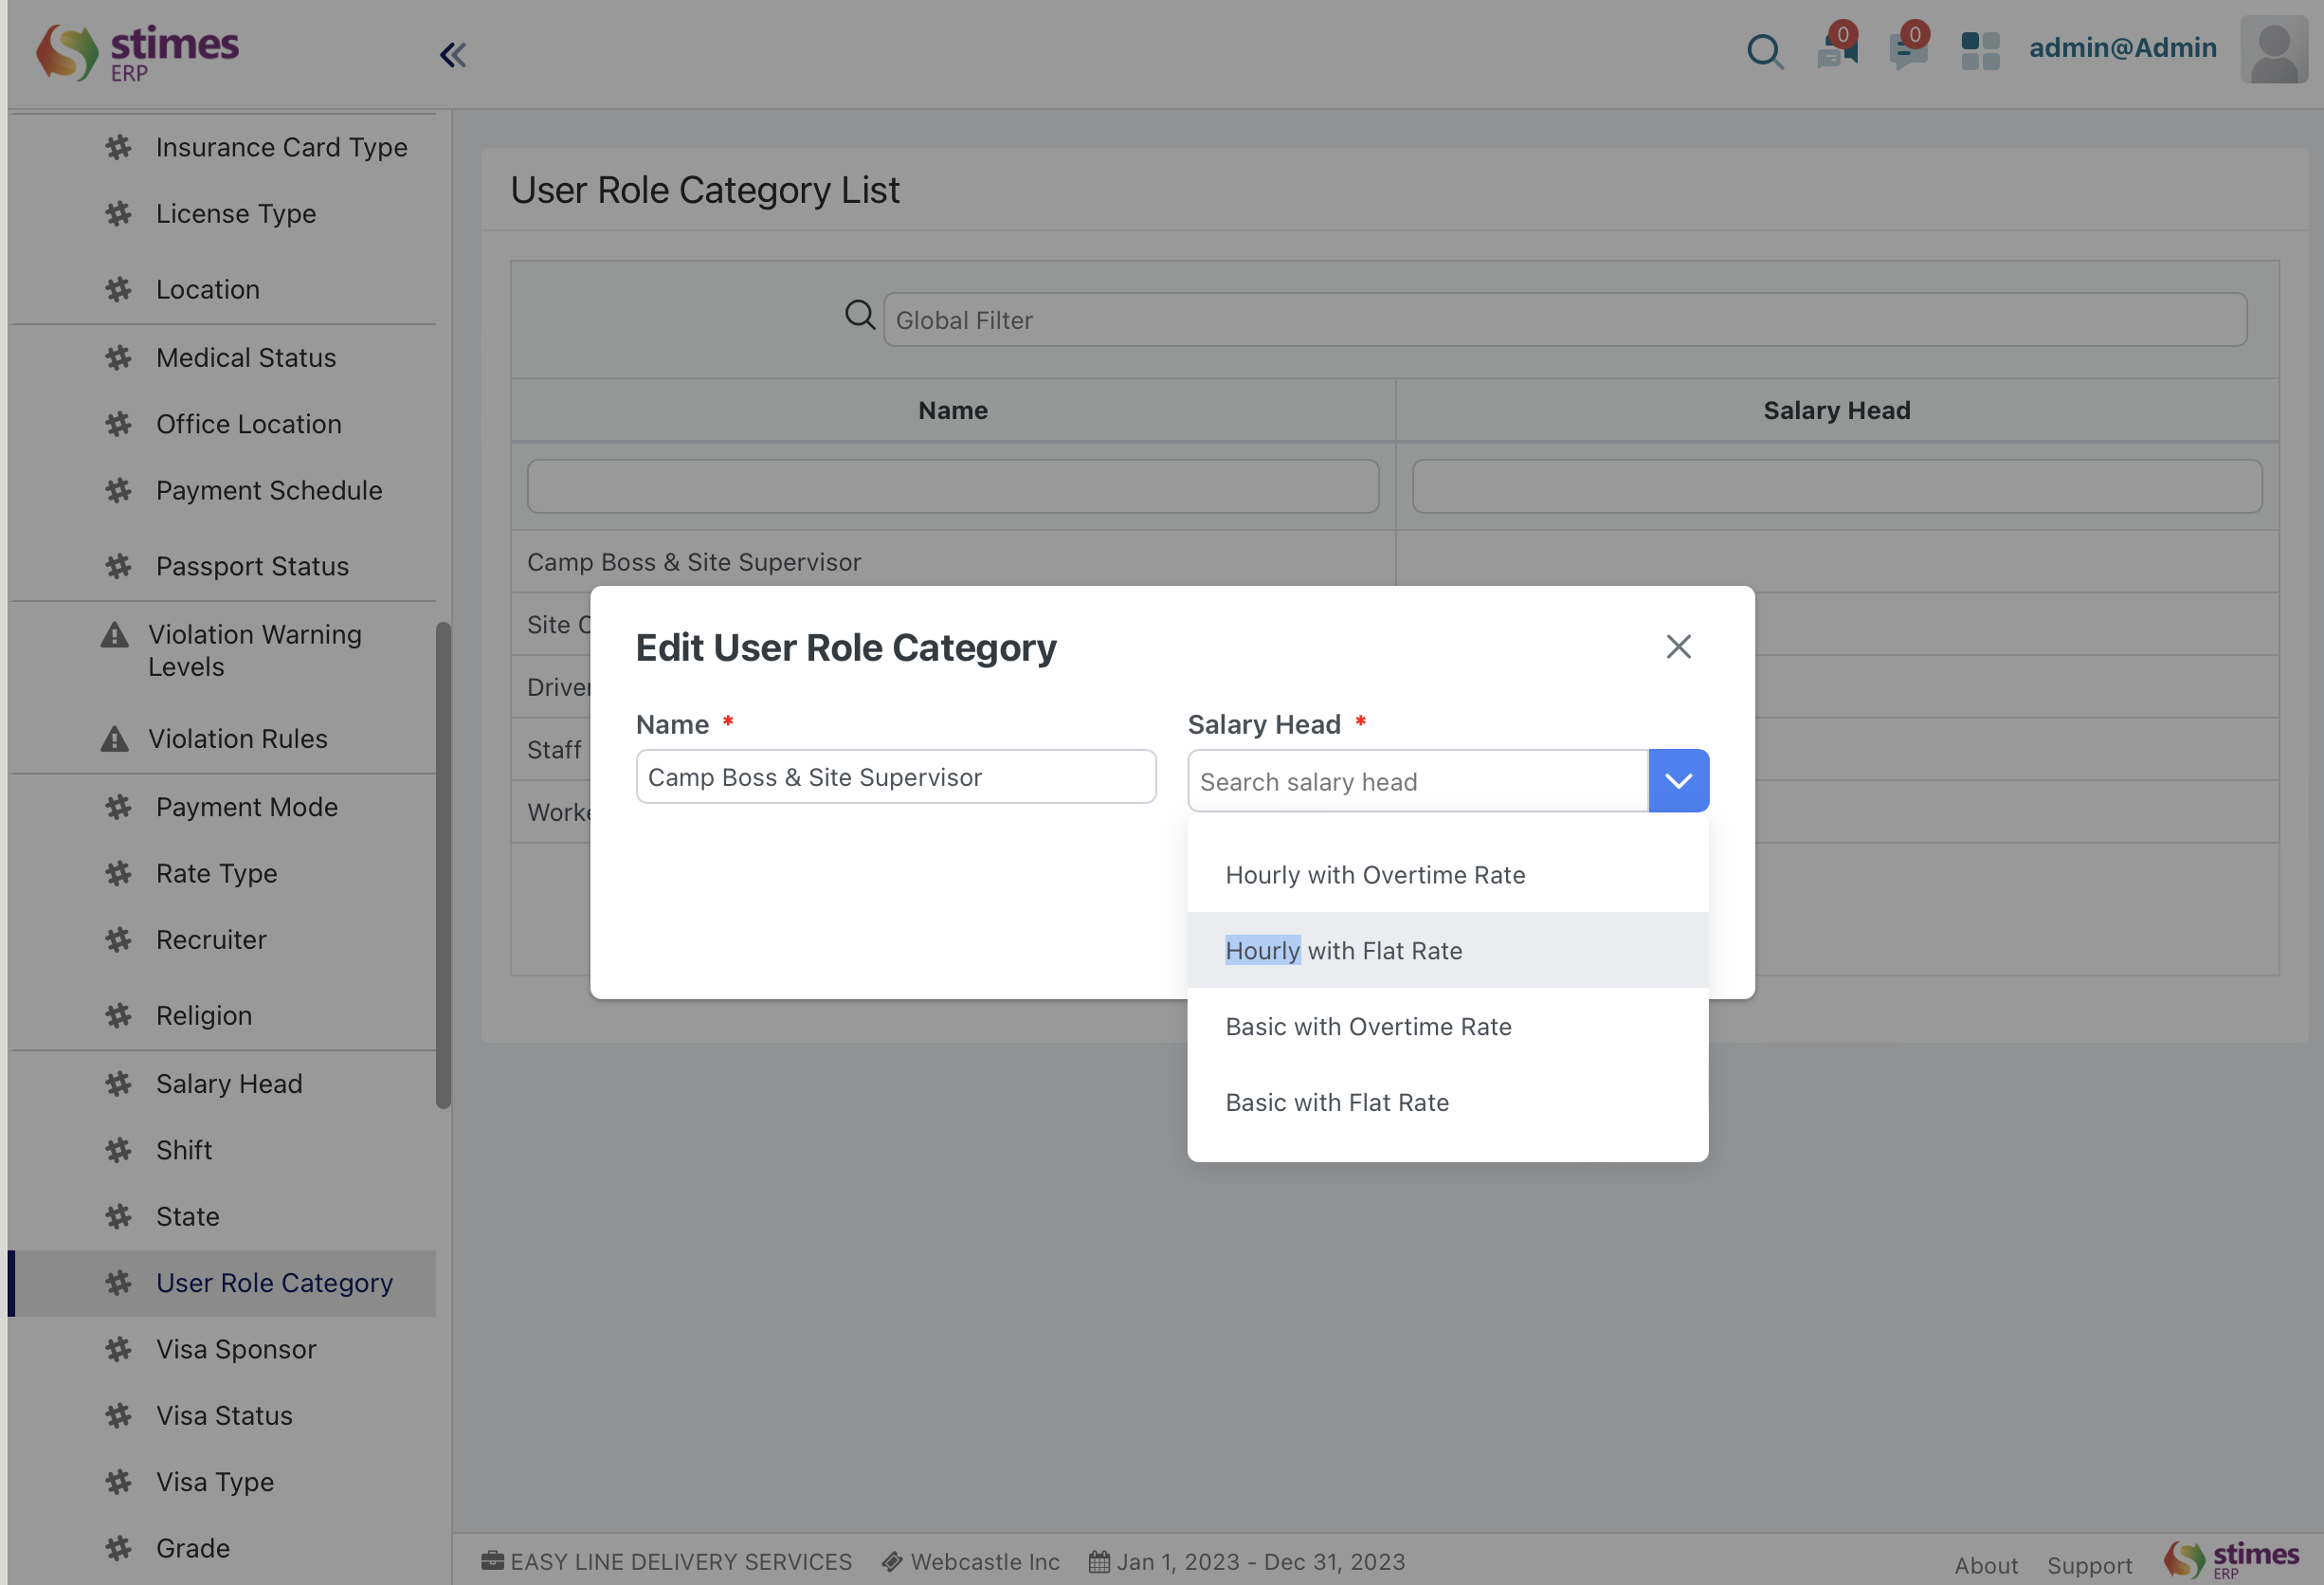 stimes
ERP
0
0
admin@Admin
Insurance Card Type
License Type
Location
Medical Status
Office Location
Payment Schedule
Passport Status
Violation Warning
Levels
Violation Rules
Payment Mode
Rate Type
Recruiter
Religion
Salary Head
Shift
State
User Role Category
Visa Sponsor
Visa Status
Visa Type
Grade
User Role Category List
Global Filter
Name
Salary Head
Camp Boss & Site Supervisor
Site
Staff
Edit User Role Category
Name *
Salary Head *
Camp Boss & Site Supervisor
Search salary head
Hourly with Overtime Rate
Hourly with Flat Rate
Basic with Overtime Rate
Basic with Flat Rate
EASY LINE DELIVERY SERVICES
Webcastle Inc
Jan 1, 2023 - Dec 31, 2023
About
Support
stimes
ERP